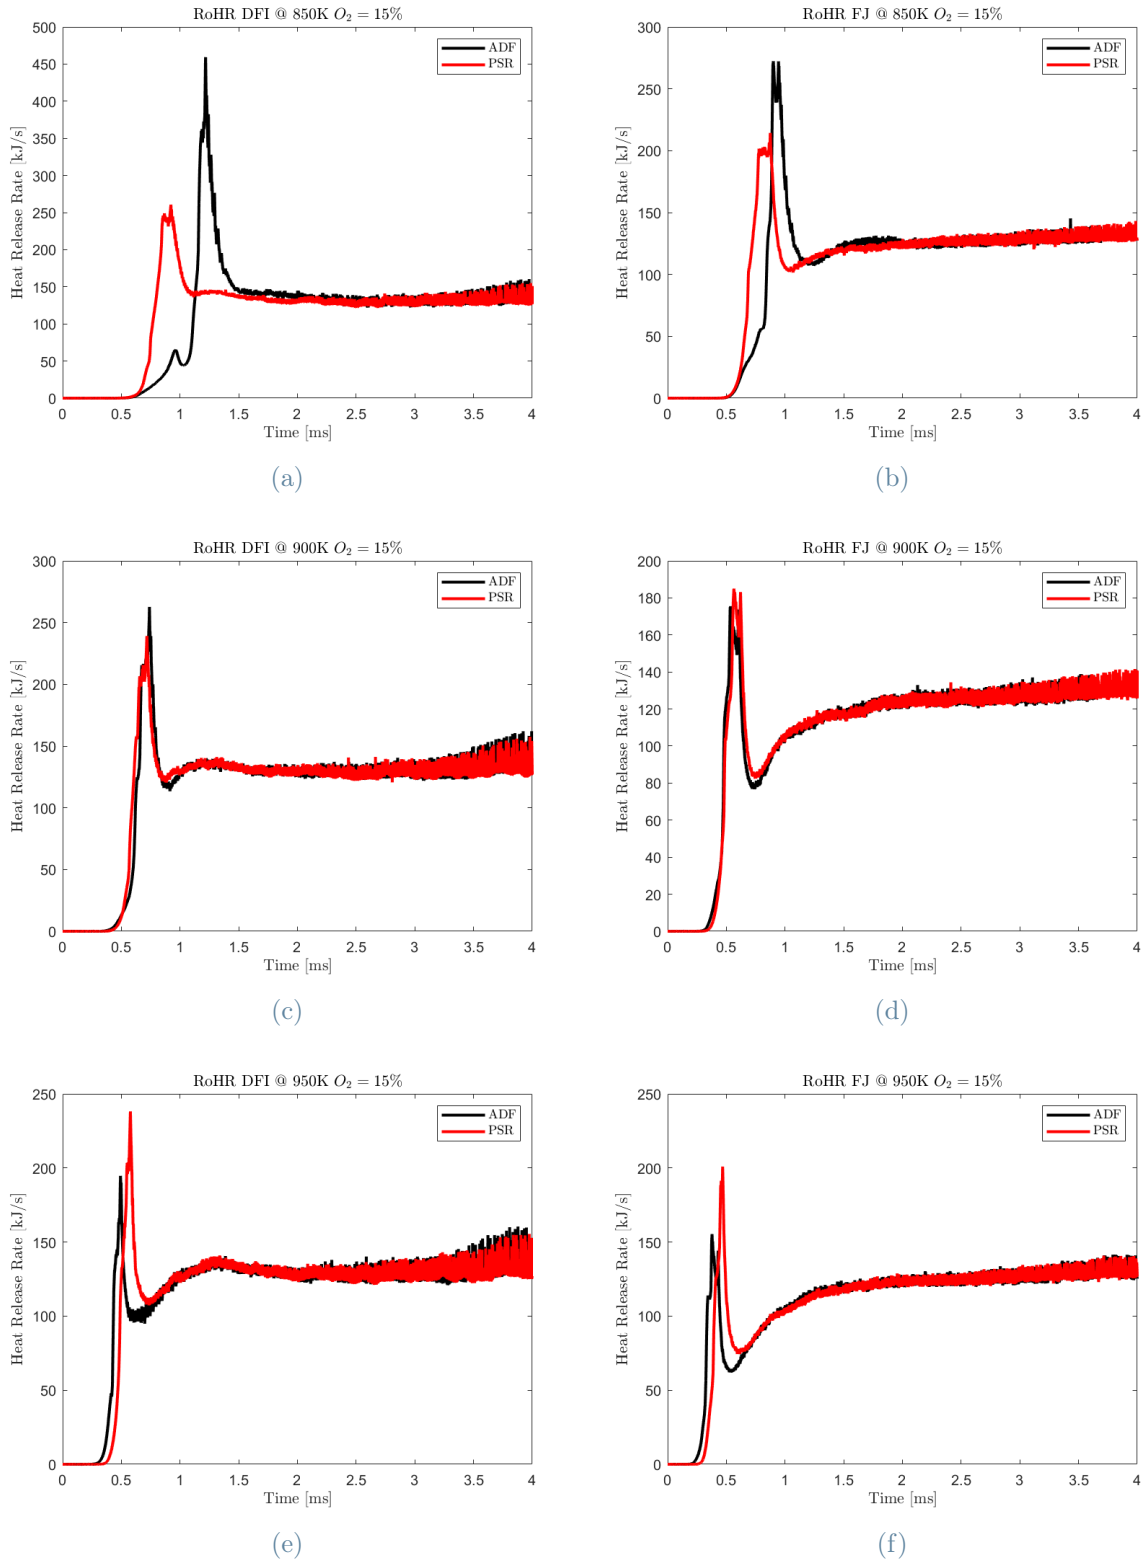 RoHR DFI @ 850K O₂ = 15%
500
450
400
350
300
250
200
150
100
50
0
Heat Release Rate [kJ/s]
ADF
PSR
0 0.5 1 1.5 2 2.5 3 3.5 4
Time [ms]
(a)
RoHR FJ @ 850K O₂ = 15%
300
250
200
150
100
50
0
Heat Release Rate [kJ/s]
ADF
PSR
0 0.5 1 1.5 2 2.5 3 3.5 4
Time [ms]
(b)
RoHR DFI @ 900K O₂ = 15%
300
250
200
150
100
50
0
Heat Release Rate [kJ/s]
ADF
PSR
0 0.5 1 1.5 2 2.5 3 3.5 4
Time [ms]
(c)
RoHR FJ @ 900K O₂ = 15%
200
180
160
140
120
100
80
60
40
20
0
Heat Release Rate [kJ/s]
ADF
PSR
0 0.5 1 1.5 2 2.5 3 3.5 4
Time [ms]
(d)
RoHR DFI @ 950K O₂ = 15%
250
200
150
100
50
0
Heat Release Rate [kJ/s]
ADF
PSR
0 0.5 1 1.5 2 2.5 3 3.5 4
Time [ms]
(e)
RoHR FJ @ 950K O₂ = 15%
250
200
150
100
50
0
Heat Release Rate [kJ/s]
ADF
PSR
0 0.5 1 1.5 2 2.5 3 3.5 4
Time [ms]
(f)